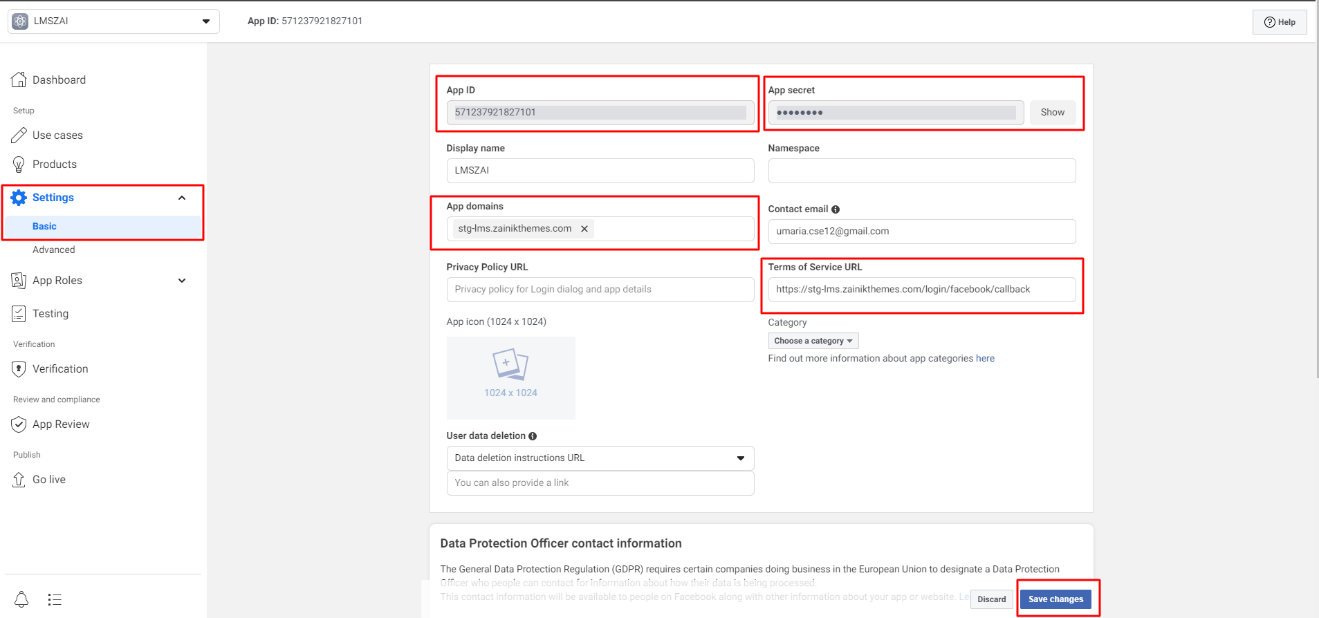 LMSZAI
App ID: 571237921827101
Help
Dashboard
Setup
Use cases
Products
Settings
Basic
Advanced
App Roles
Testing
Verification
Verification
Review and compliance
App Review
Publish
Go live
App ID
571237921827101
App secret
••••••••
Show
Display name
LMSZAI
Namespace
App domains
stg-lms.zainikthemes.com
Contact email
umaria.cse12@gmail.com
Privacy Policy URL
Privacy policy for Login dialog and app details
Terms of Service URL
https://stg-lms.zainikthemes.com/login/facebook/callback
App icon (1024 x 1024)
1024 x 1024
Category
Choose a category
Find out more information about app categories here
User data deletion
Data deletion instructions URL
You can also provide a link
Data Protection Officer contact information
The General Data Protection Regulation (GDPR) requires certain companies doing business in the European Union to designate a Data Protection
Officer who people can contact for information about how their data is being processed.
This contact information will be available to people on Facebook along with other information about your app or website.
Discard
Save changes